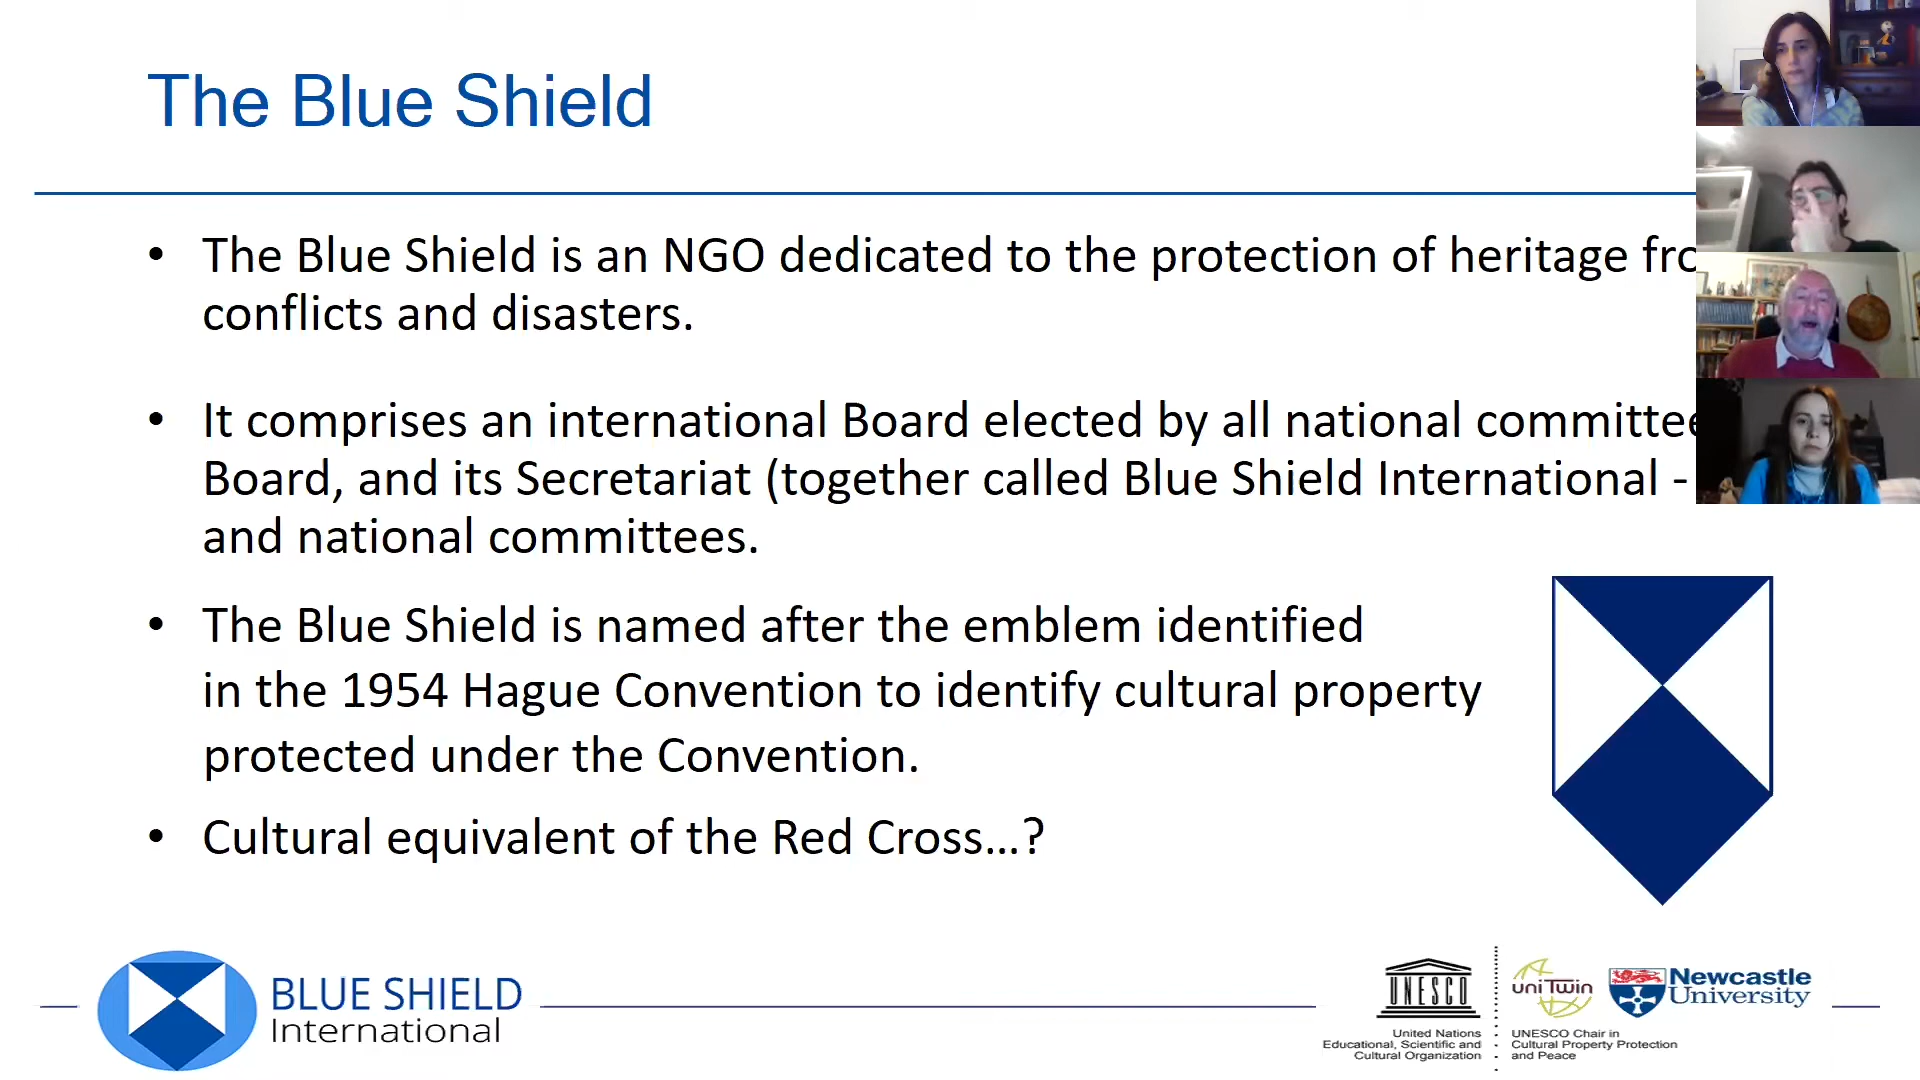 The Blue Shield
• The Blue Shield is an NGO dedicated to the protection of heritage
conflicts and disasters.
• It comprises an international Board elected by all national
Board, and its Secretariat (together called Blue Shield International -
and national committees.
• The Blue Shield is named after the emblem identified
in the 1954 Hague Convention to identify cultural property
protected under the Convention.
• Cultural equivalent of the Red Cross...?
BLUE SHIELD
International
UNESCO
United Nations
Educational, Scientific and
Cultural Organization
uniTwin
Newcastle
University
UNESCO Chair in
Cultural Property Protection
and Peace